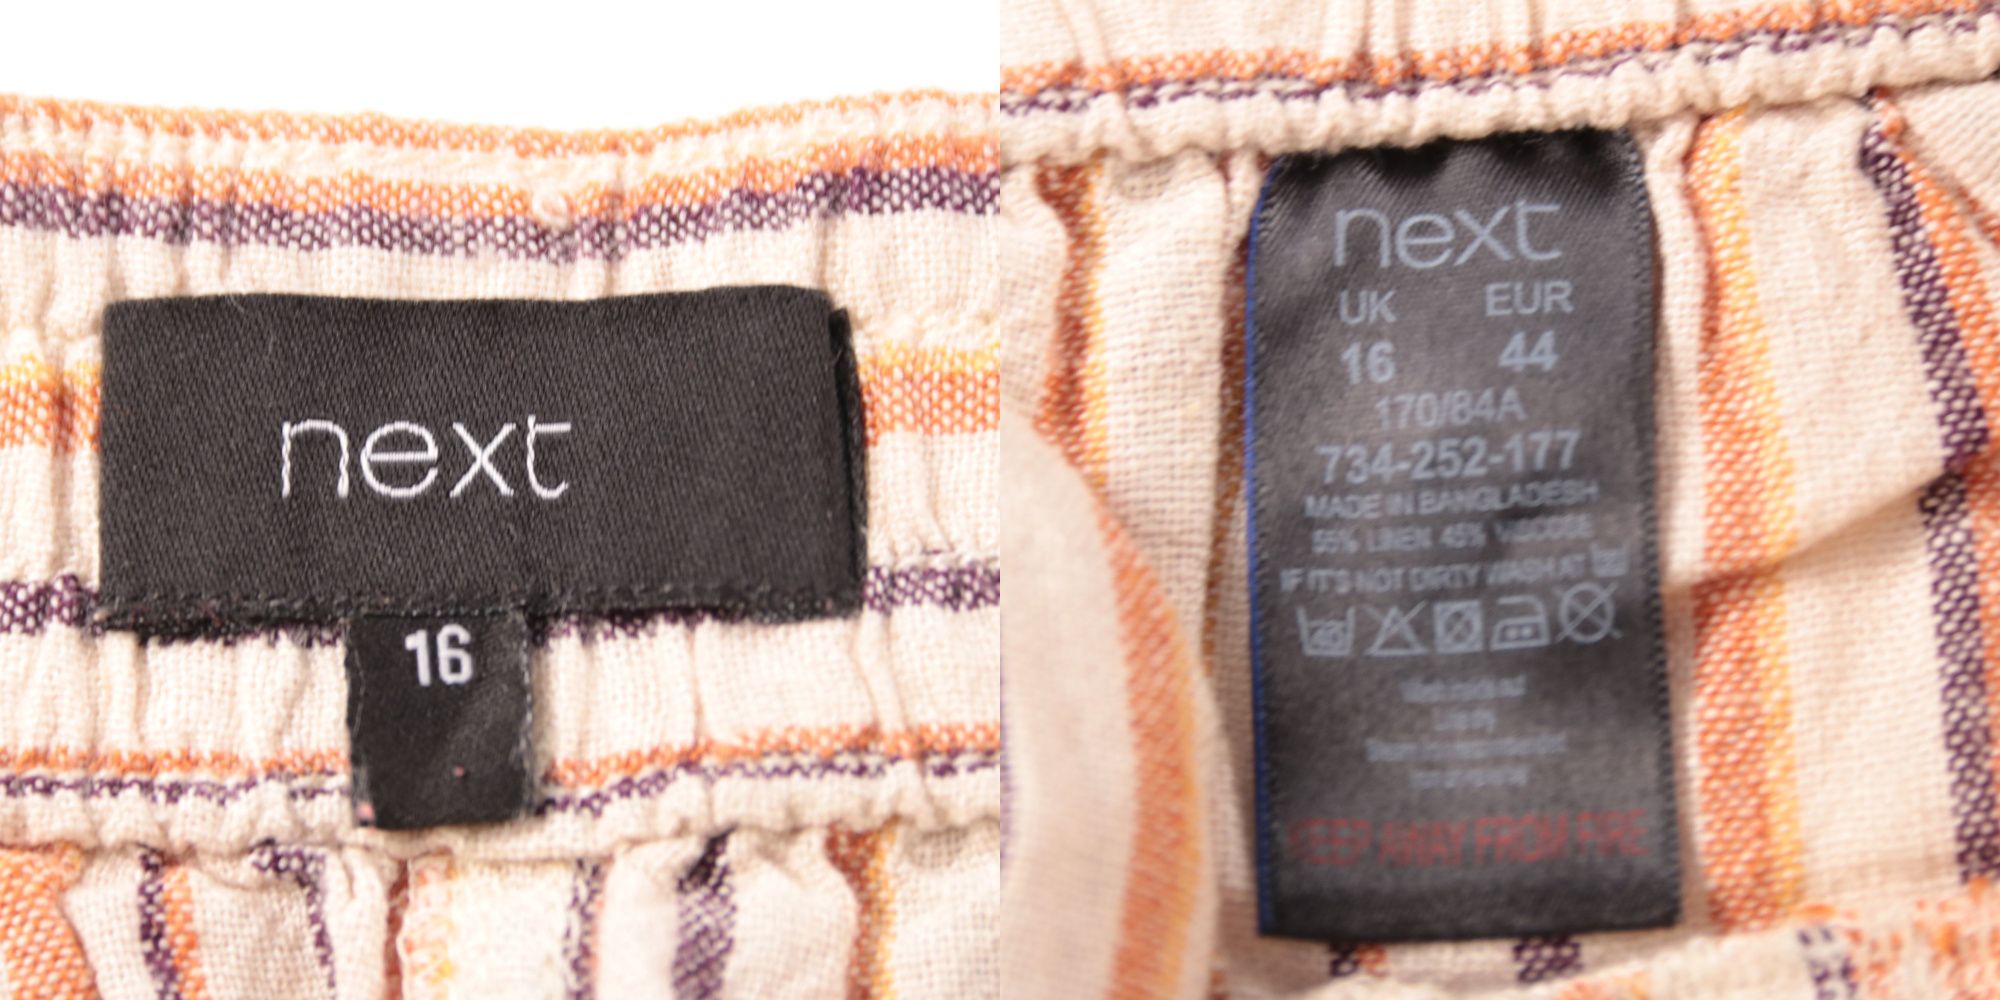 next
16
next
UK EUR
16 44
170/84A
734-252-177
MADE IN BANGLADESH
55% LINEN 45% VISCOSE
IF IT'S NOT DIRTY WASH AT
KEEP AWAY FROM FIRE